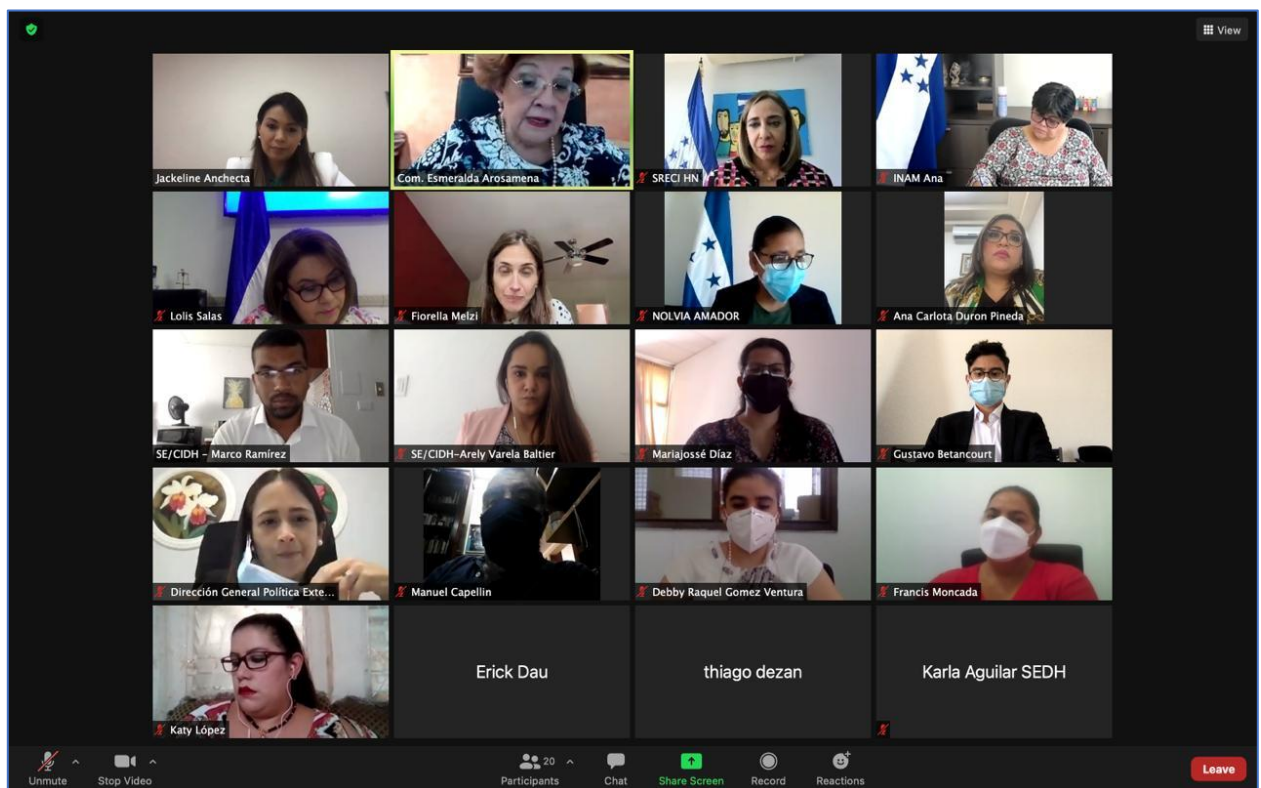 View
Jackeline Anchecta
Com. Esmeralda Arosamena
SRECI HN
INAM Ana
Lolis Salas
Fiorella Melzi
NOLVIA AMADOR
Ana Carlota Duron Pineda
SE/CIDH - Marco Ramírez
SE/CIDH-Arely Varela Baltier
Mariajossé Díaz
Gustavo Betancourt
Dirección General Política Exte...
Manuel Capellin
Debby Raquel Gomez Ventura
Francis Moncada
Katy López
Erick Dau
thiago dezan
Karla Aguilar SEDH
Unmute
Stop Video
20
Participants
Chat
Share Screen
Record
Reactions
Leave